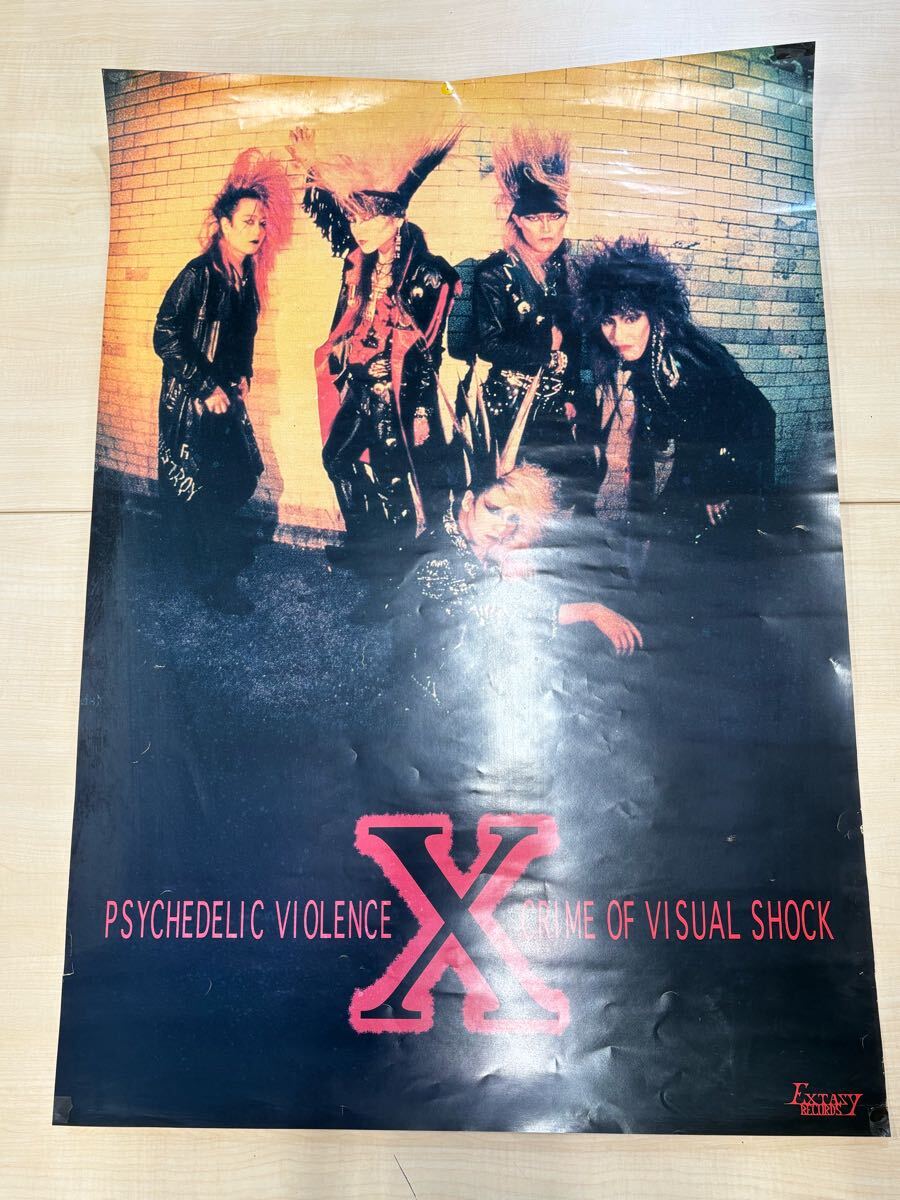 PSYCHEDELIC VIOLENCE X CRIME OF VISUAL SHOCK
EXTASY
RECORDS